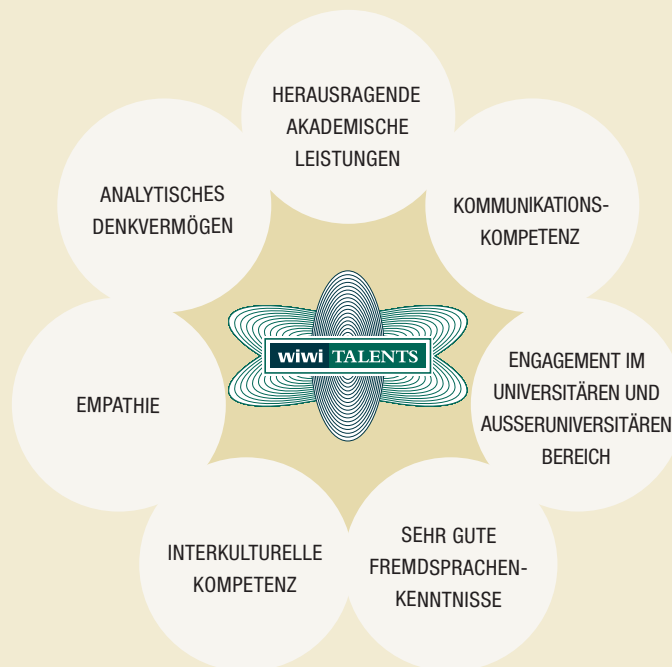 HERAUSRAGENDE
AKADEMISCHE
LEISTUNGEN
KOMMUNIKATIONS-
KOMPETENZ
ENGAGEMENT IM
UNIVERSITÄREN UND
AUSSERUNIVERSITÄREN
BEREICH
SEHR GUTE
FREMDSPRACHEN-
KENNTNISSE
INTERKULTURELLE
KOMPETENZ
EMPATHIE
ANALYTISCHES
DENKVERMÖGEN
wiwi TALENTS